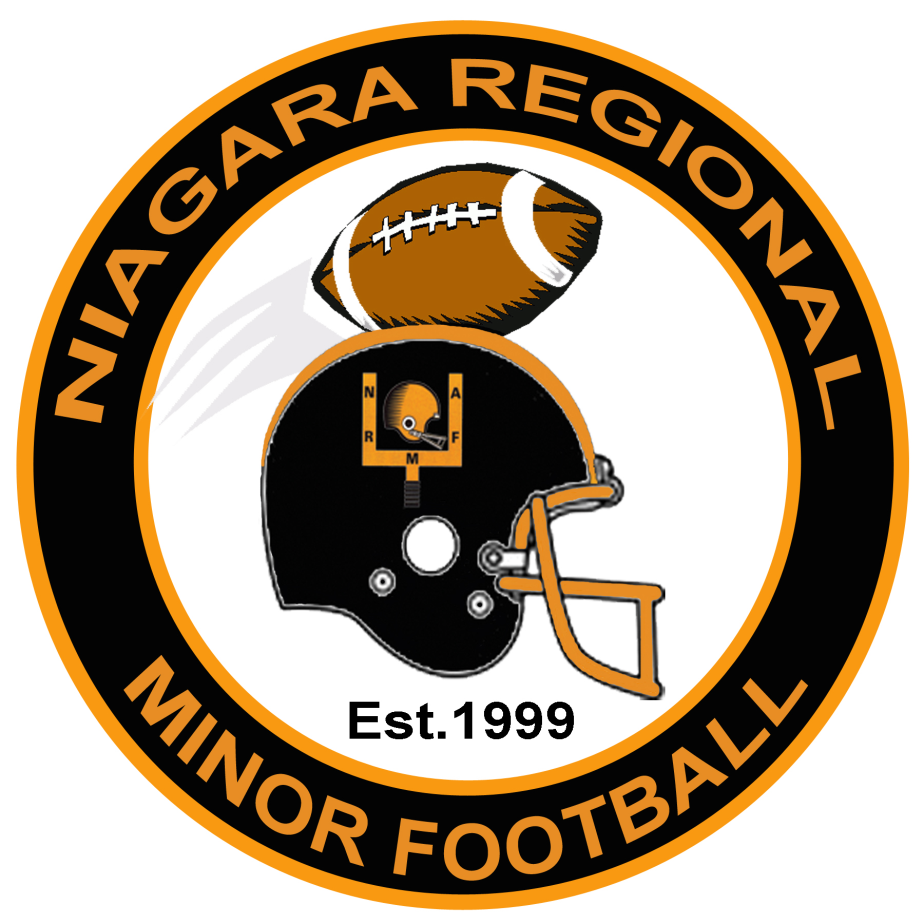 NIAGARA REGIONAL
N A
R F
M
Est.1999
MINOR FOOTBALL